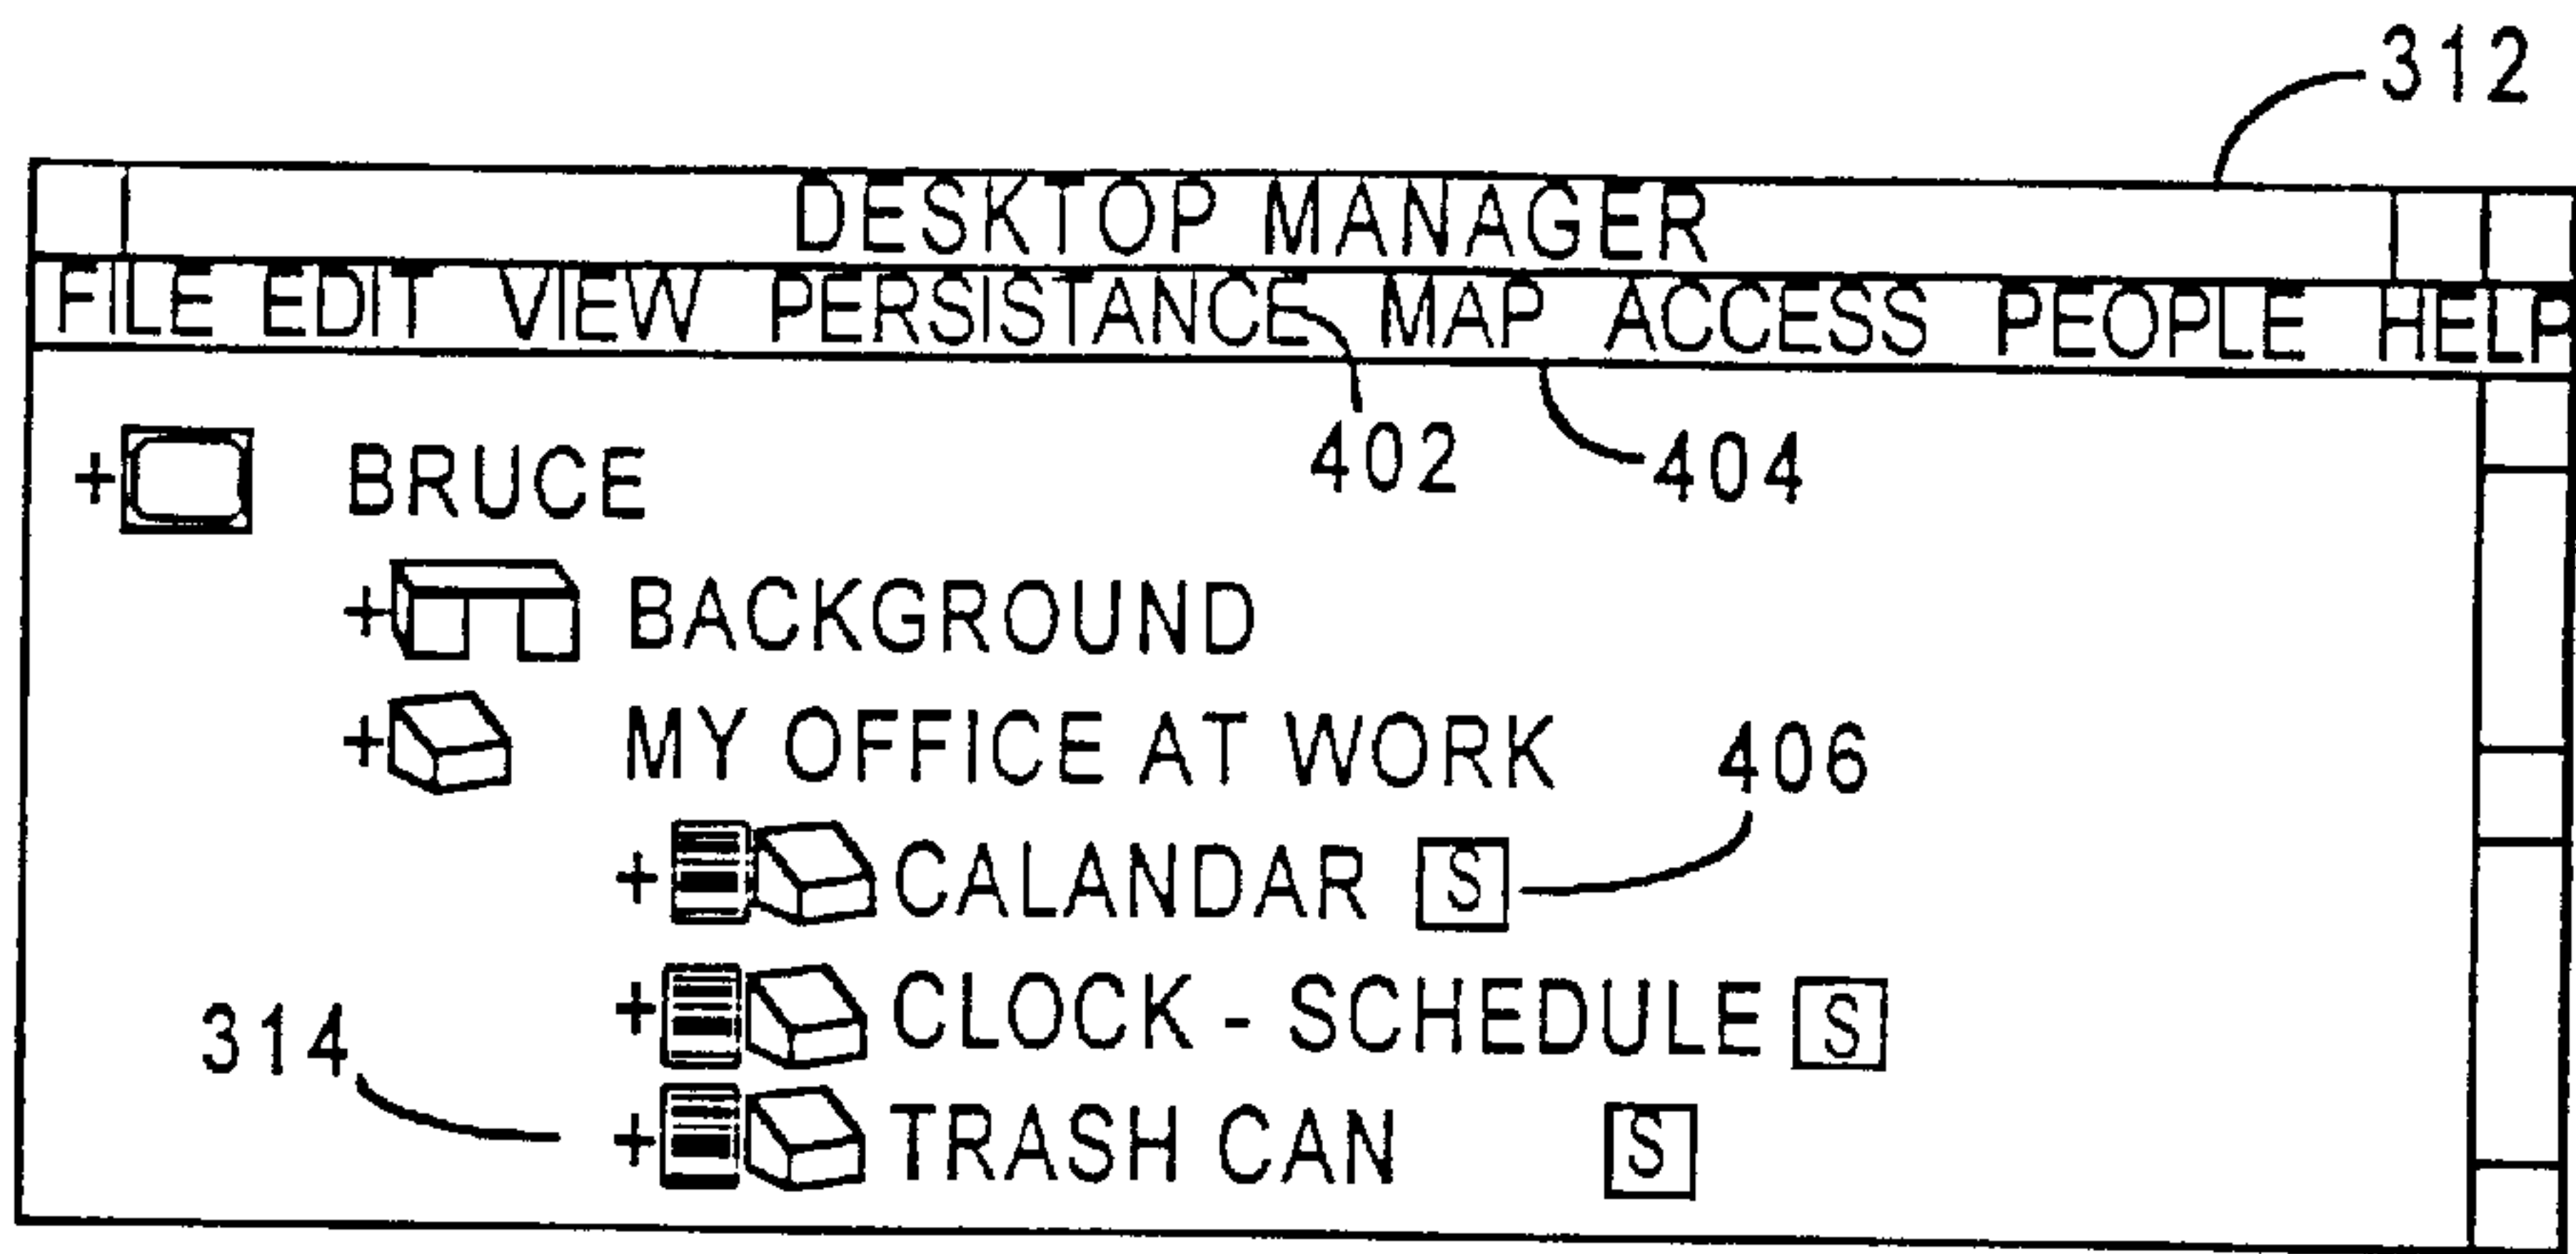 312
DESKTOP MANAGER
FILE EDIT VIEW PERSISTANCE MAP ACCESS PEOPLE HELP
402 404
BRUCE
BACKGROUND
MY OFFICE AT WORK 406
CALANDAR S
CLOCK - SCHEDULE S
314
TRASH CAN S